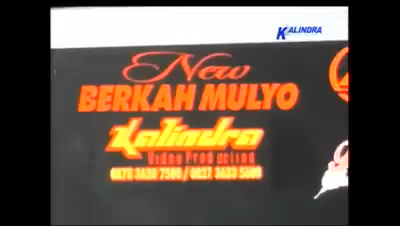 KALINDRA
New
BERKAH MULYO
Kalindra
Video Production